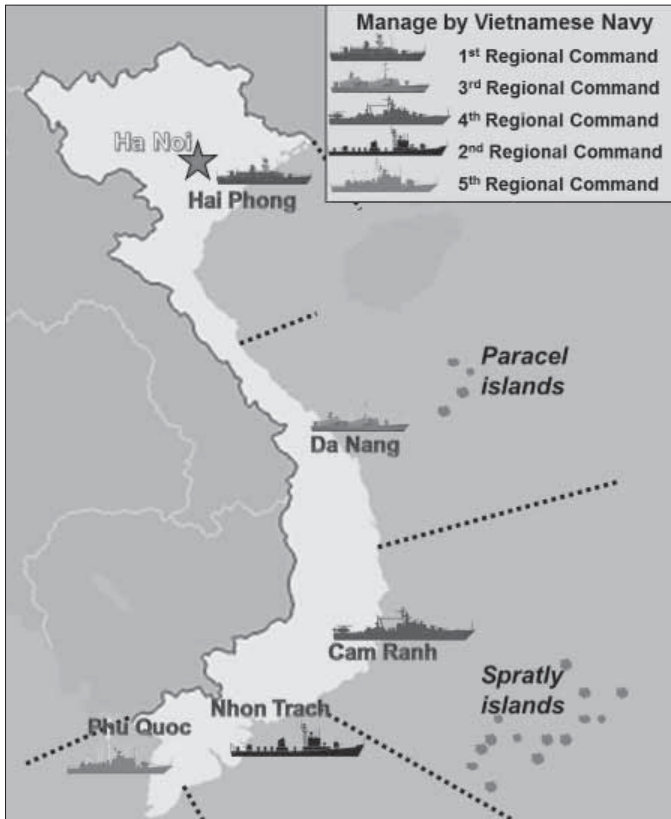 Manage by Vietnamese Navy
1st Regional Command
3rd Regional Command
4th Regional Command
2nd Regional Command
5th Regional Command
Ha Noi
Hai Phong
Paracel
islands
Da Nang
Cam Ranh
Spratly
islands
Nhon Trach
Phu Quoc